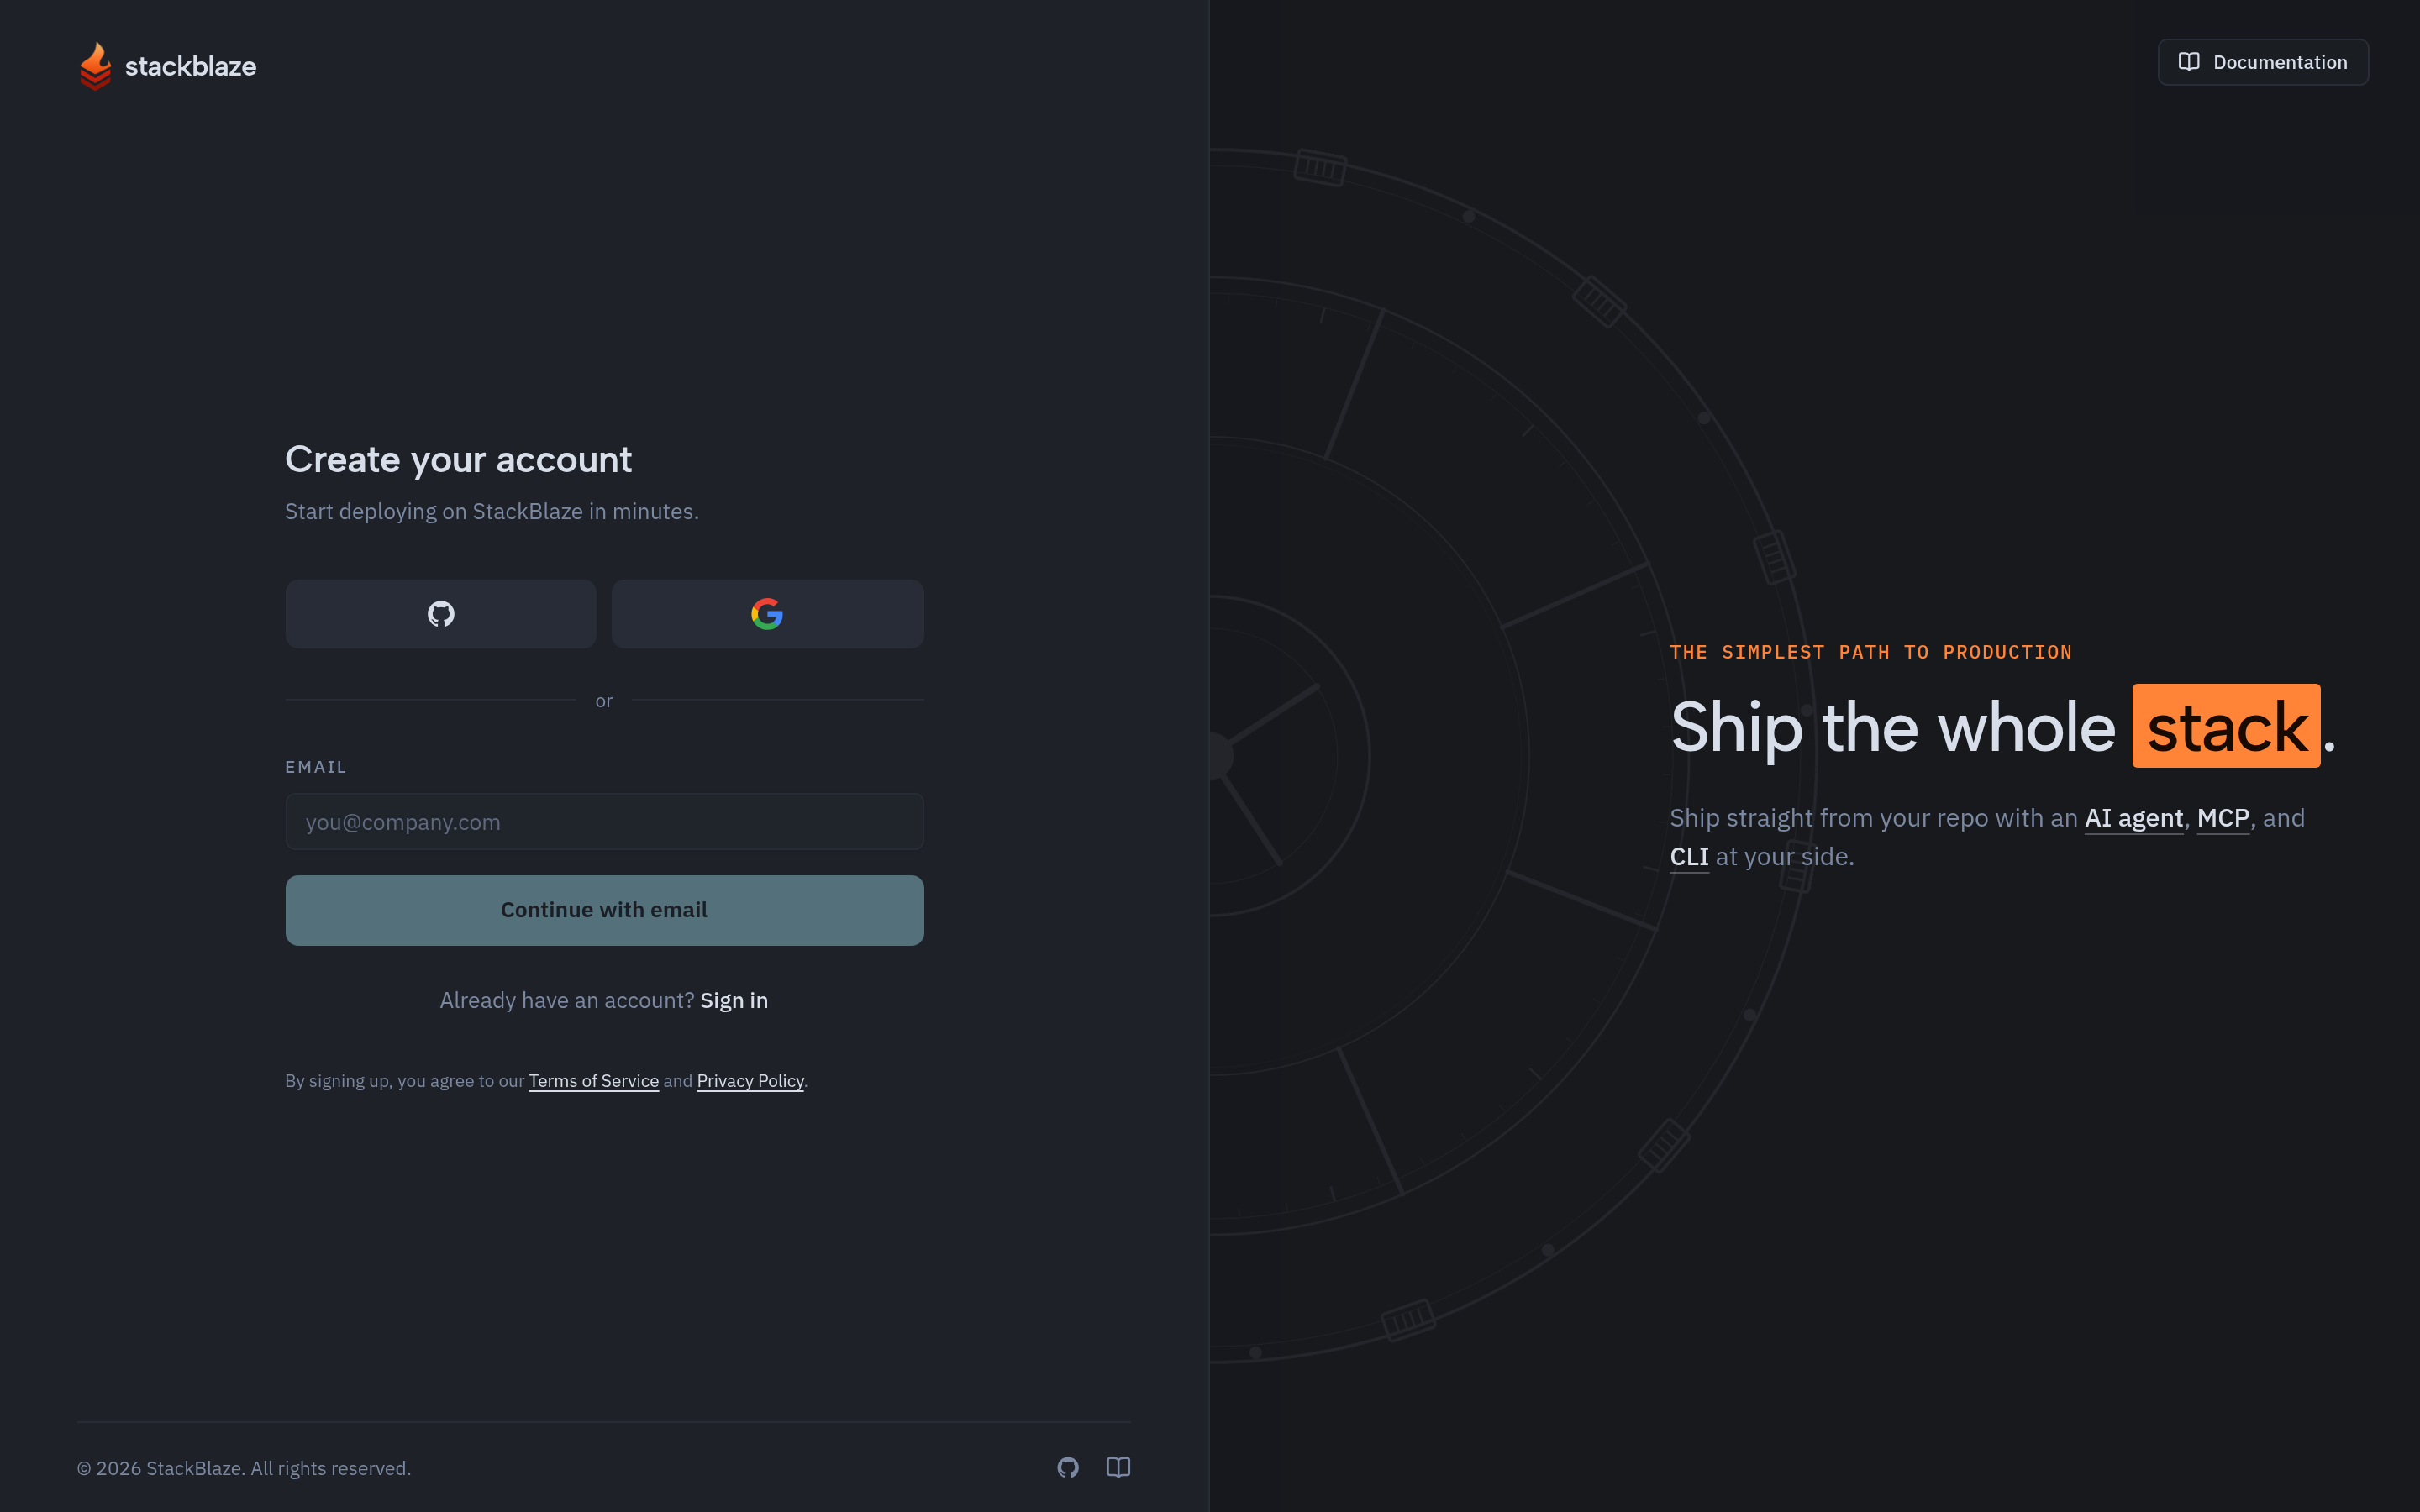 stackblaze
Documentation
Create your account
Start deploying on StackBlaze in minutes.
or
EMAIL
you@company.com
Continue with email
Already have an account? Sign in
By signing up, you agree to our Terms of Service and Privacy Policy.
© 2026 StackBlaze. All rights reserved.
THE SIMPLEST PATH TO PRODUCTION
Ship the whole stack.
Ship straight from your repo with an AI agent, MCP, and
CLI at your side.